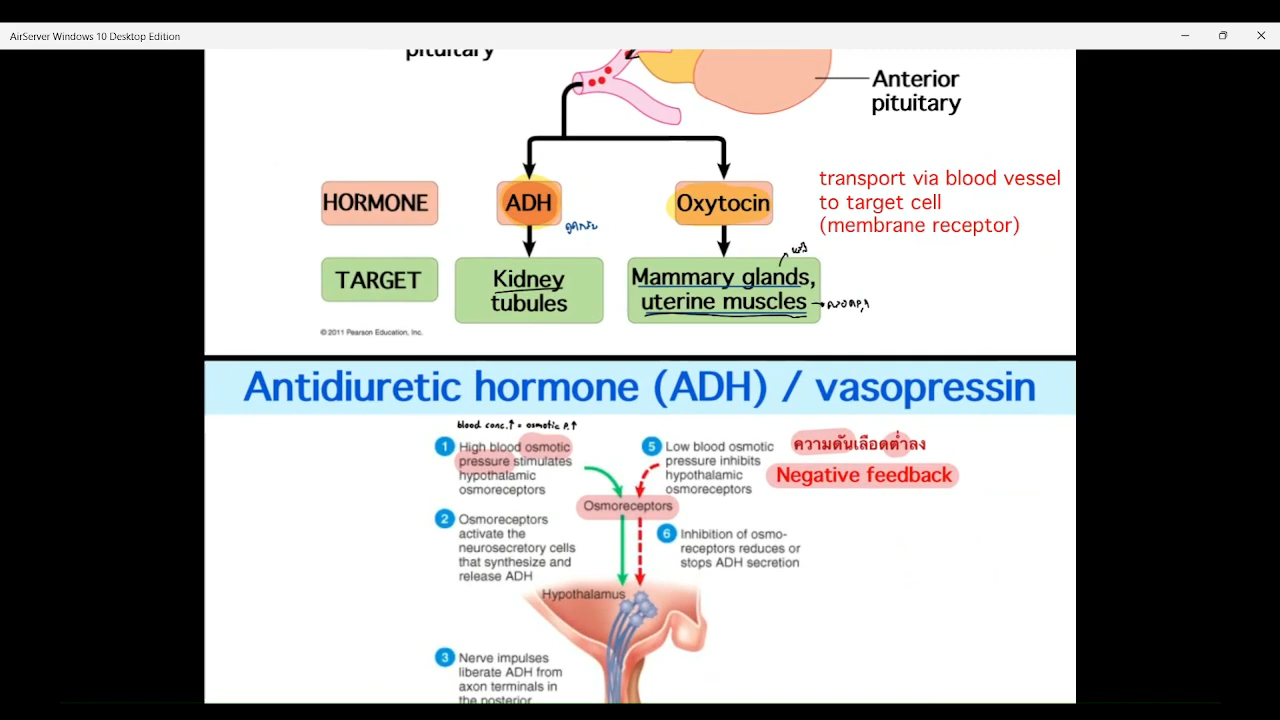 AirServer Windows 10 Desktop Edition
pituitary
Anterior
pituitary
HORMONE
ADH
Oxytocin
transport via blood vessel
to target cell
(membrane receptor)
TARGET
Kidney
tubules
Mammary glands,
uterine muscles
© 2011 Pearson Education, Inc.
Antidiuretic hormone (ADH) / vasopressin
blood conc.↑ = osmotic P.↑
1 High blood osmotic
pressure stimulates
hypothalamic
osmoreceptors
5 Low blood osmotic
pressure inhibits
hypothalamic
osmoreceptors
ความดันเลือดต่ำลง
Negative feedback
Osmoreceptors
2 Osmoreceptors
activate the
neurosecretory cells
that synthesize and
release ADH
6 Inhibition of osmo-
receptors reduces or
stops ADH secretion
Hypothalamus
3 Nerve impulses
liberate ADH from
axon terminals in
the posterior